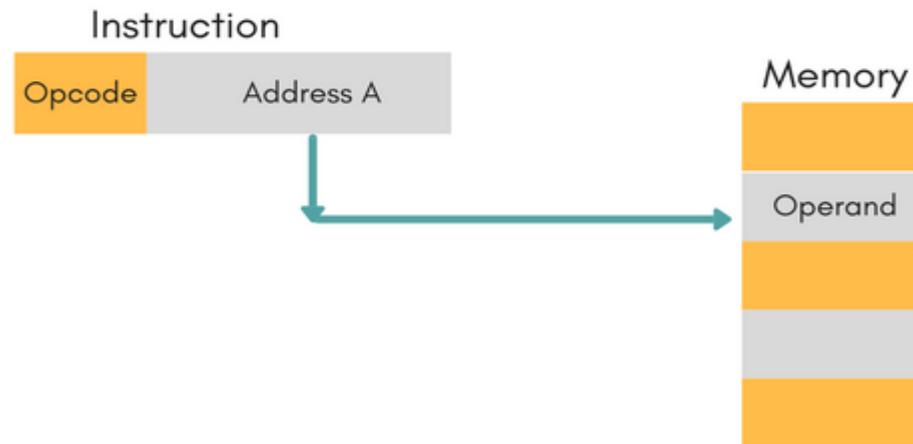 Instruction
Opcode
Address A
Memory
Operand